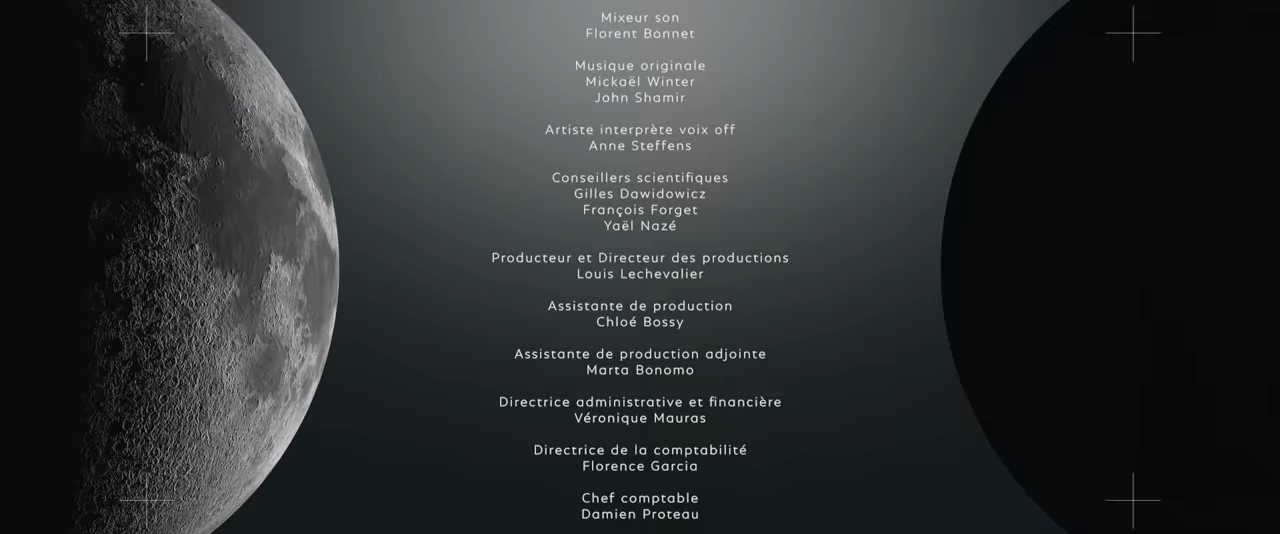 Mixeur son
Florent Bonnet
Musique originale
Mickaël Winter
John Shamir
Artiste interprète voix off
Anne Steffens
Conseillers scientifiques
Gilles Dawidowicz
François Forget
Yaël Nazé
Producteur et Directeur des productions
Louis Lechevalier
Assistante de production
Chloé Bossy
Assistante de production adjointe
Marta Bonomo
Directrice administrative et financière
Véronique Mauras
Directrice de la comptabilité
Florence Garcia
Chef comptable
Damien Proteau